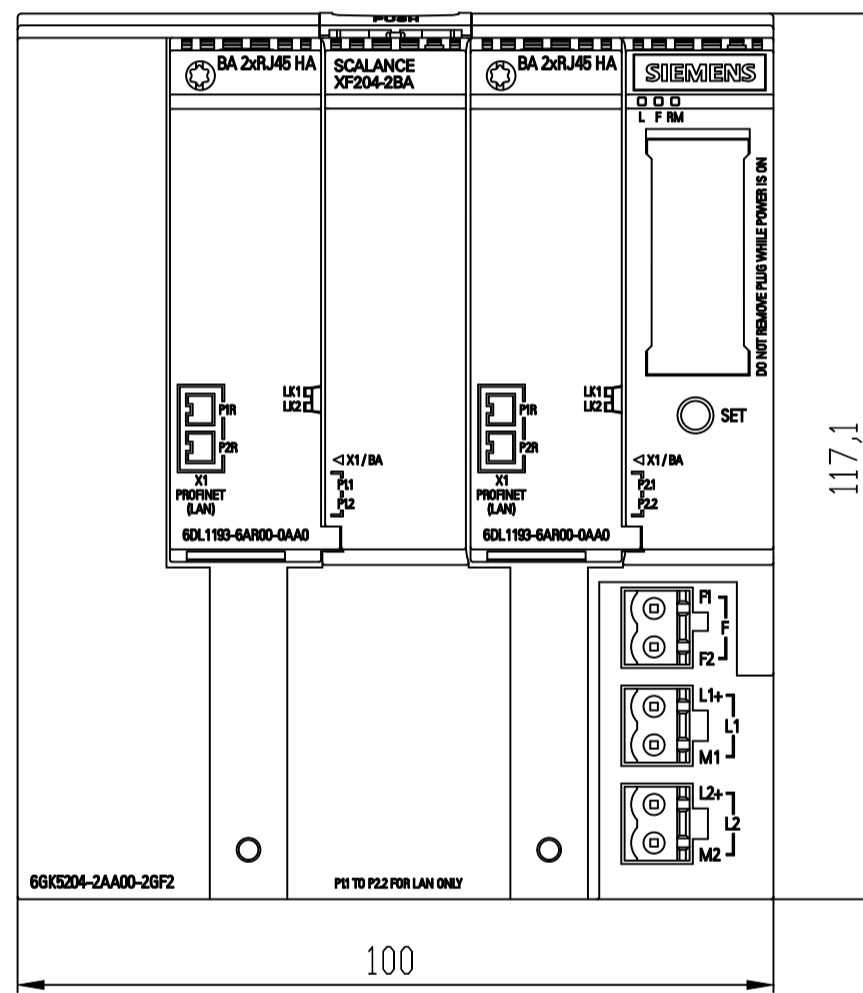 PUSH
BA 2xRJ45 HA
SCALANCE
XF204-2BA
BA 2xRJ45 HA
SIEMENS
L F RM
DO NOT REMOVE PLUG WHILE POWER IS ON
LK1
LK2
P1R
P2R
X1
PROFINET
(LAN)
6DL1193-6AR00-0AA0
◁ X1/BA
P1.1
P1.2
LK1
LK2
P1R
P2R
X1
PROFINET
(LAN)
6DL1193-6AR00-0AA0
SET
◁ X1/BA
P2.1
P2.2
117,1
F1
F
F2
L1+
L1
M1
L2+
L2
M2
6GK5204-2AA00-2GF2
P1.1 TO P2.2 FOR LAN ONLY
100